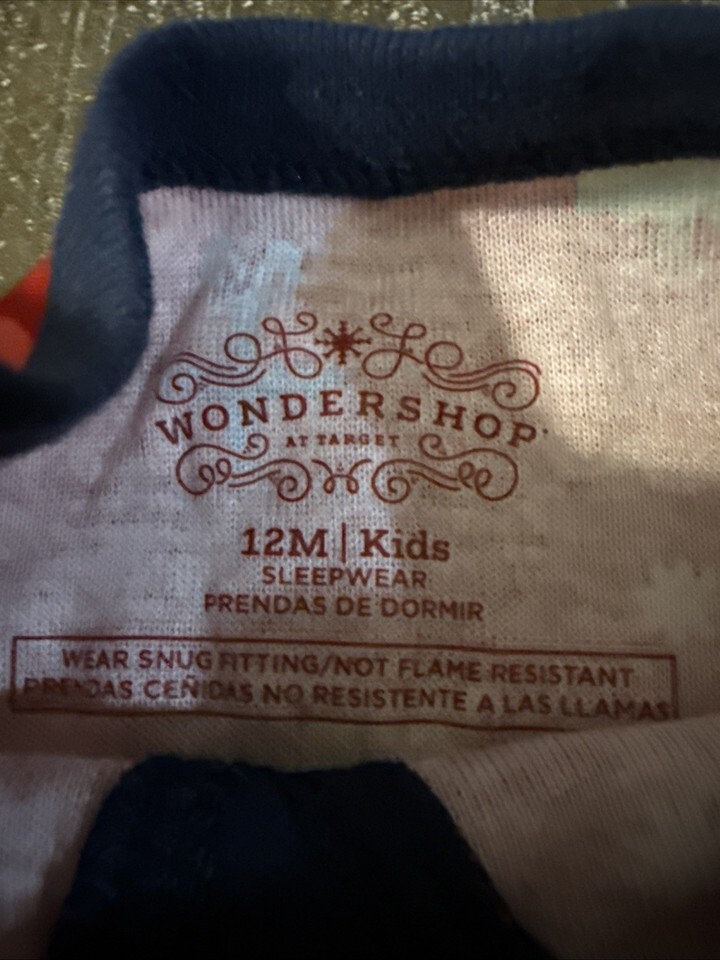 WONDERSHOP
AT TARGET
12M | Kids
SLEEPWEAR
PRENDAS DE DORMIR
WEAR SNUG FITTING/NOT FLAME RESISTANT
PRENDAS CEÑIDAS NO RESISTENTE A LAS LLAMAS